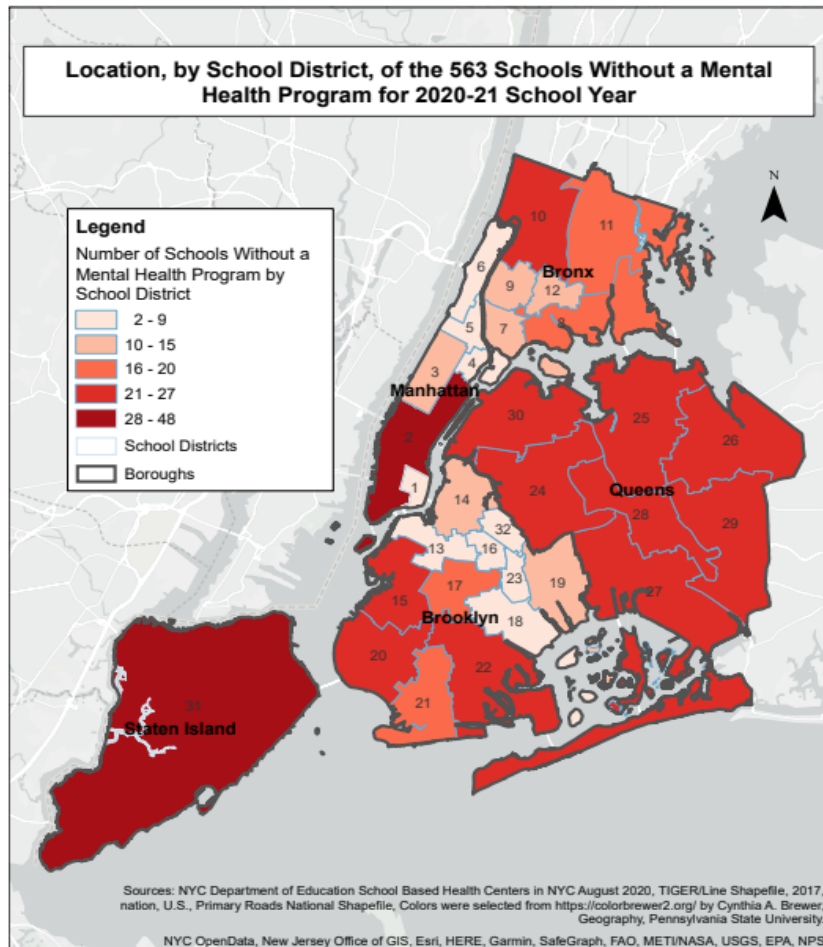 Location, by School District, of the 563 Schools Without a Mental
Health Program for 2020-21 School Year
N
Legend
Number of Schools Without a
Mental Health Program by
School District
2 - 9
10 - 15
16 - 20
21 - 27
28 - 48
School Districts
Boroughs
10
11
6
Bronx
9
12
5
7
8
4
3
Manhattan
30
25
26
2
1
14
24
Queens
28
29
32
13
16
23
17
19
27
15
Brooklyn
18
20
22
21
31
Staten Island
Sources: NYC Department of Education School Based Health Centers in NYC August 2020, TIGER/Line Shapefile, 2017,
nation, U.S., Primary Roads National Shapefile, Colors were selected from https://colorbrewer2.org/ by Cynthia A. Brewer,
Geography, Pennsylvania State University.
NYC OpenData, New Jersey Office of GIS, Esri, HERE, Garmin, SafeGraph, FAO, METI/NASA, USGS, EPA, NPS